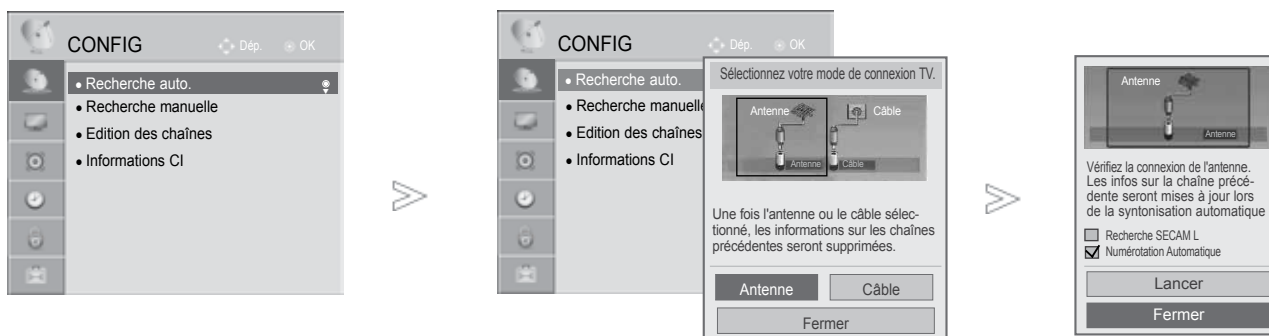 CONFIG
Dép. OK
Recherche auto.
Recherche manuelle
Edition des chaînes
Informations CI
>
CONFIG
Dép. OK
Recherche auto.
Recherche manuelle
Edition des chaînes
Informations CI
Sélectionnez votre mode de connexion TV.
Antenne
Câble
Antenne
Câble
Une fois l'antenne ou le câble sélec-
tionné, les informations sur les chaînes
précédentes seront supprimées.
Antenne
Câble
Fermer
>
Antenne
Antenne
Vérifiez la connexion de l'antenne.
Les infos sur la chaîne précé-
dente seront mises à jour lors
de la syntonisation automatique
Recherche SECAM L
Numérotation Automatique
Lancer
Fermer